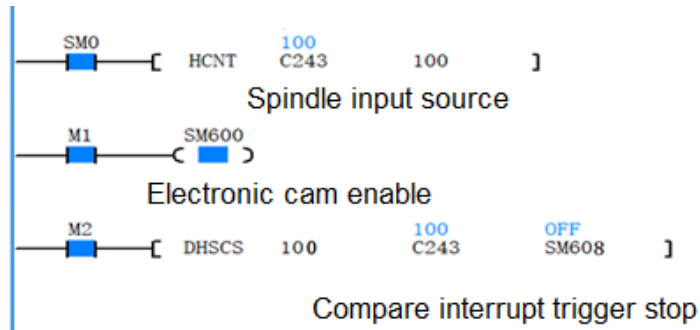 SM0 100
HCNT C243 100
Spindle input source
M1 SM600
Electronic cam enable
M2 100 OFF
DHSCS 100 C243 SM608
Compare interrupt trigger stop